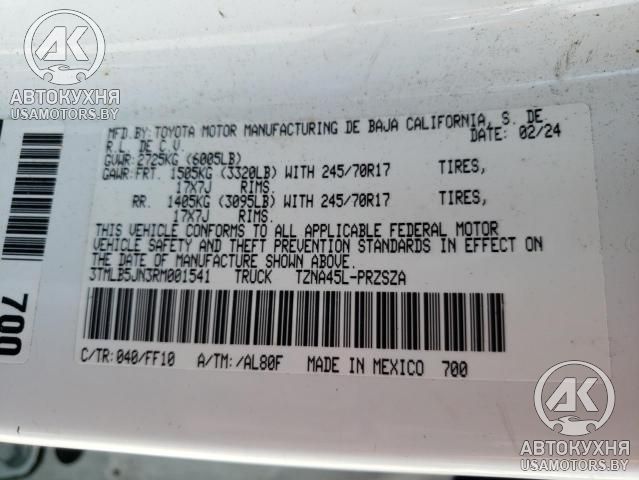 AK
АВТОКУХНЯ
USAMOTORS.BY
MFD.BY:TOYOTA MOTOR MANUFACTURING DE BAJA CALIFORNIA, S. DE
R.L. DE C.V. DATE: 02/24
GVWR:2725KG (6005LB)
GAWR:FRT. 1505KG (3320LB) WITH 245/70R17 TIRES,
17X7J RIMS.
RR. 1405KG (3095LB) WITH 245/70R17 TIRES,
17X7J RIMS.
THIS VEHICLE CONFORMS TO ALL APPLICABLE FEDERAL MOTOR
VEHICLE SAFETY AND THEFT PREVENTION STANDARDS IN EFFECT ON
THE DATE OF MANUFACTURE SHOWN ABOVE.
3TMLB5JN3RM001541 TRUCK TZNA45L-PRZSZA
C/TR:040/FF10 A/TM:/AL80F MADE IN MEXICO 700
700
AK
АВТОКУХНЯ
USAMOTORS.BY